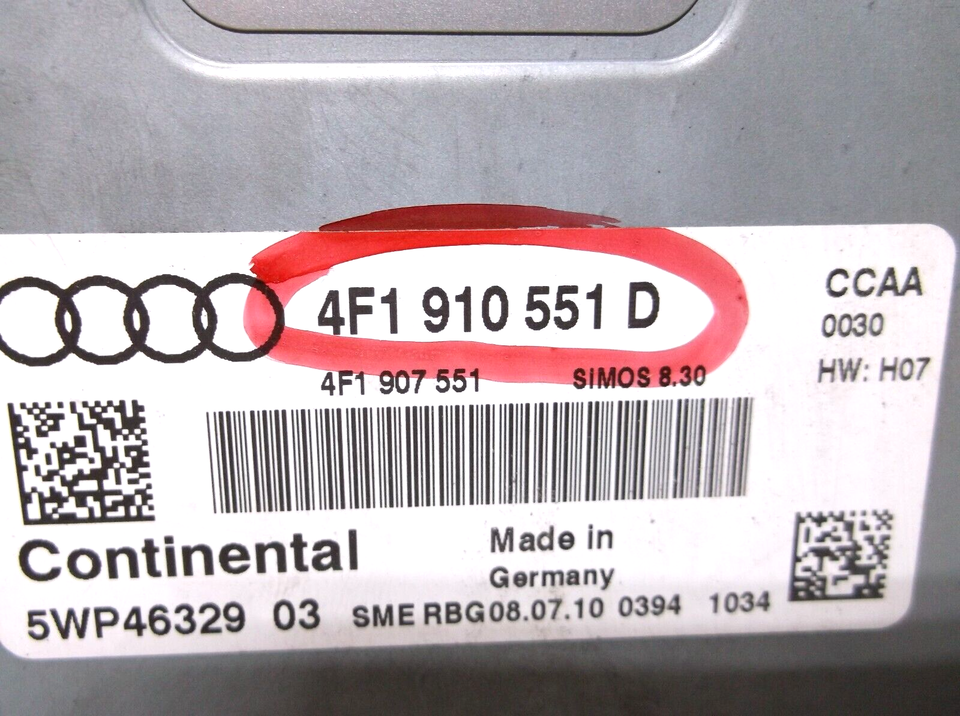 4F1 910 551 D
CCAA
0030
HW: H07
4F1 907 551 SIMOS 8.30
Continental
Made in
Germany
5WP46329 03 SME RBG08.07.10 0394 1034